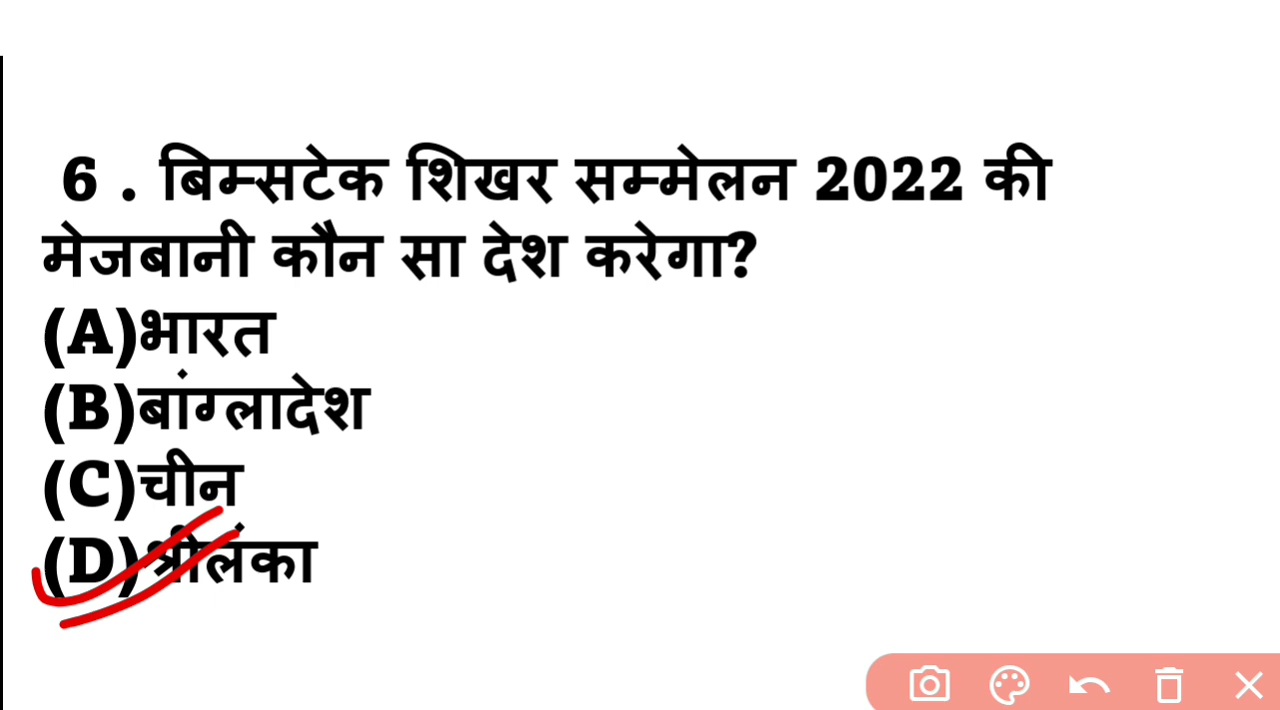 6 . बिम्सटेक शिखर सम्मेलन 2022 की
मेजबानी कौन सा देश करेगा?
(A)भारत
(B)बांग्लादेश
(C)चीन
(D)श्रीलंका